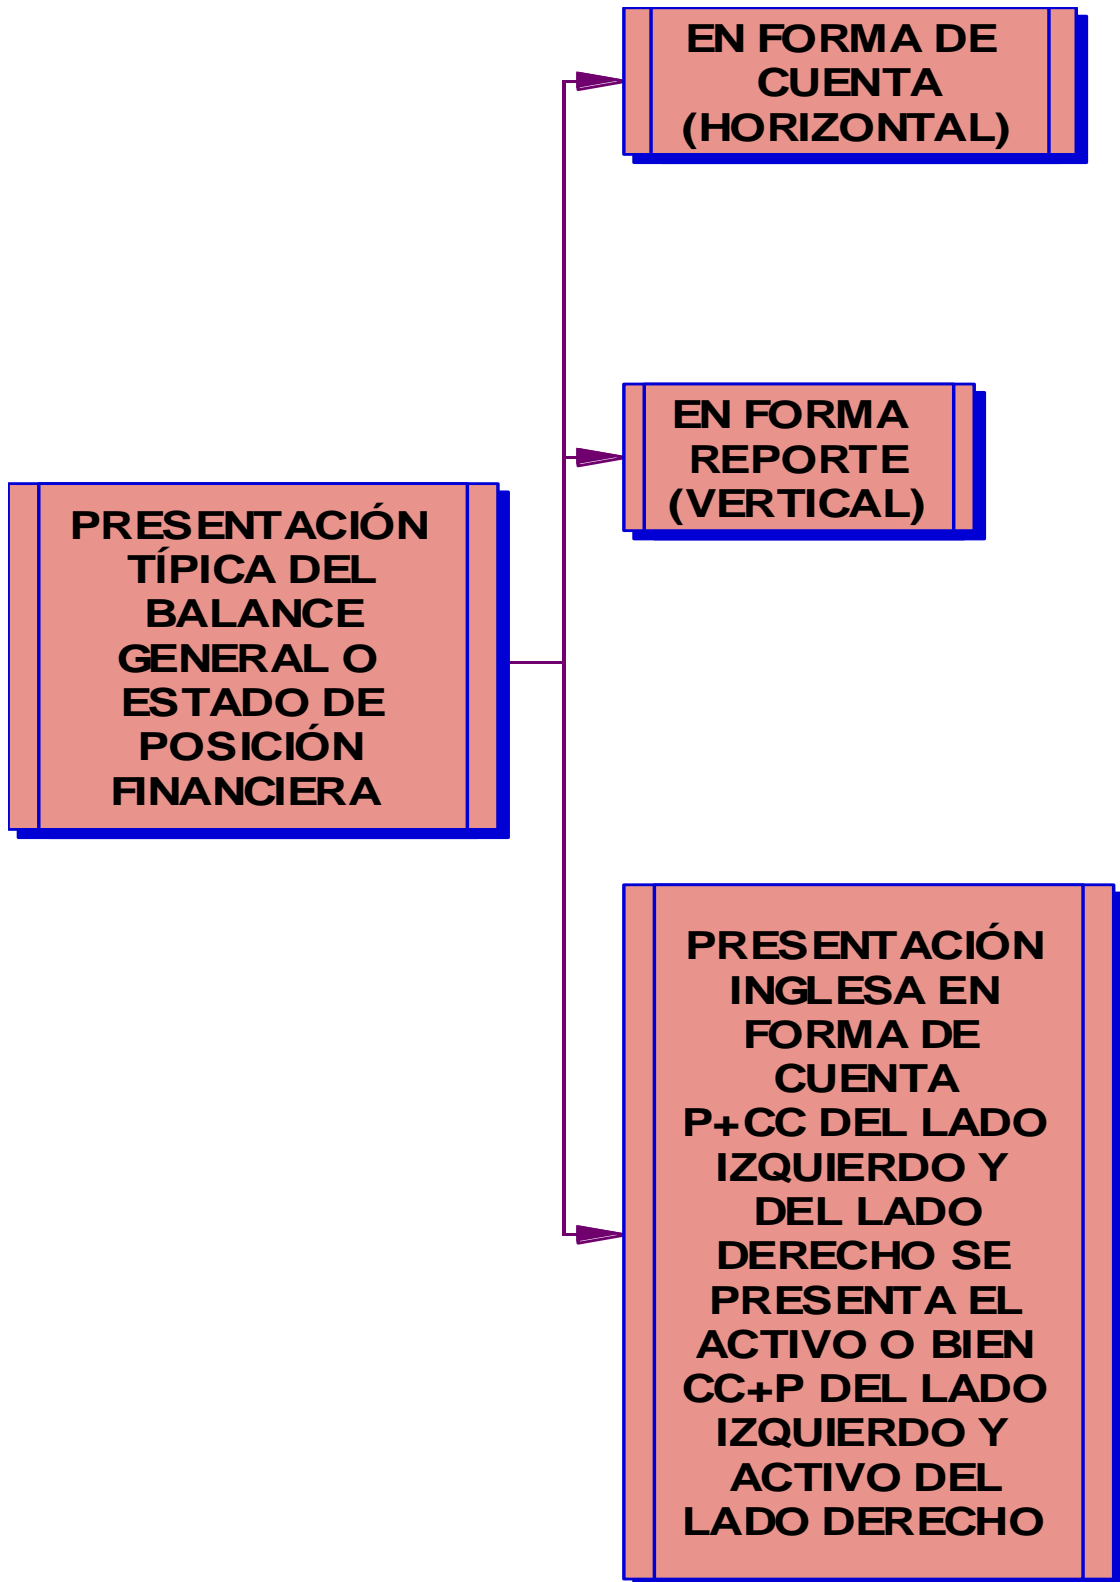 EN FORMA DE
CUENTA
(HORIZONTAL)
EN FORMA
REPORTE
(VERTICAL)
PRESENTACIÓN
TÍPICA DEL
BALANCE
GENERAL O
ESTADO DE
POSICIÓN
FINANCIERA
PRESENTACIÓN
INGLESA EN
FORMA DE
CUENTA
P+CC DEL LADO
IZQUIERDO Y
DEL LADO
DERECHO SE
PRESENTA EL
ACTIVO O BIEN
CC+P DEL LADO
IZQUIERDO Y
ACTIVO DEL
LADO DERECHO